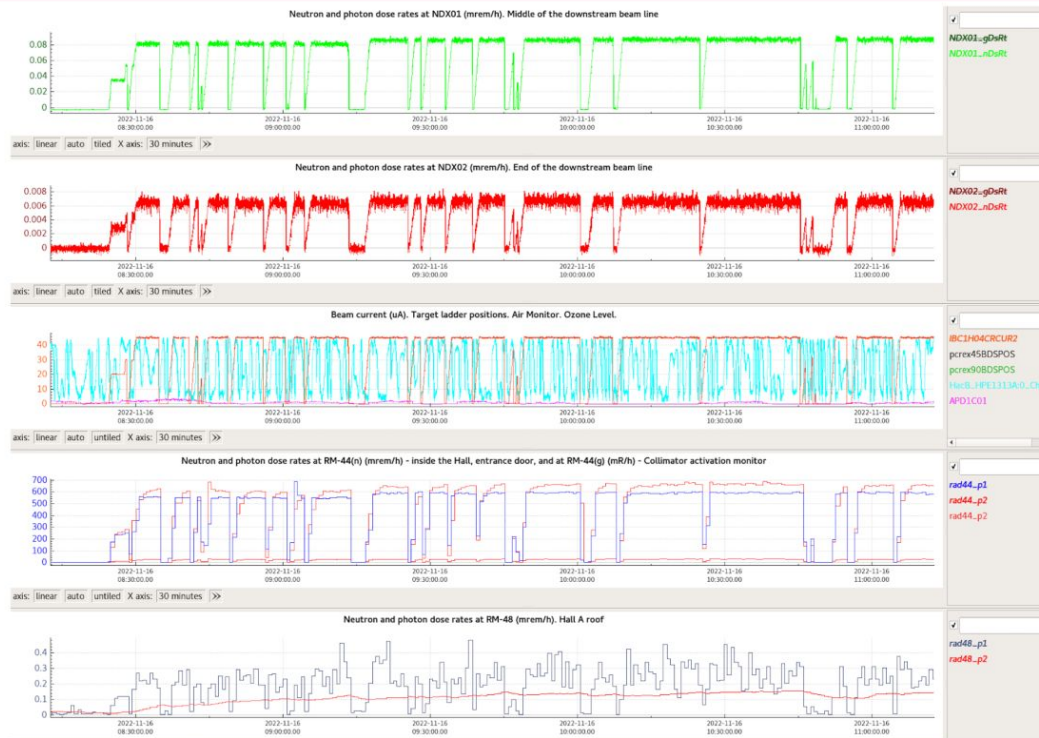 Neutron and photon dose rates at NDX01 (mrem/h). Middle of the downstream beam line
0.08
0.06
0.04
0.02
0
2022-11-16 2022-11-16 2022-11-16 2022-11-16 2022-11-16 2022-11-16
08:30:00.00 09:00:00.00 09:30:00.00 10:00:00.00 10:30:00.00 11:00:00.00
NDX01_gDsRt
NDX01_nDsRt
axis: linear auto tiled X axis: 30 minutes >>
Neutron and photon dose rates at NDX02 (mrem/h). End of the downstream beam line
0.008
0.006
0.004
0.002
0
2022-11-16 2022-11-16 2022-11-16 2022-11-16 2022-11-16 2022-11-16
08:30:00.00 09:00:00.00 09:30:00.00 10:00:00.00 10:30:00.00 11:00:00.00
NDX02_gDsRt
NDX02_nDsRt
axis: linear auto tiled X axis: 30 minutes >>
Beam current (uA). Target ladder positions. Air Monitor. Ozone Level.
40
30
20
10
0
2022-11-16 2022-11-16 2022-11-16 2022-11-16 2022-11-16 2022-11-16
08:30:00.00 09:00:00.00 09:30:00.00 10:00:00.00 10:30:00.00 11:00:00.00
IBC1H04CRCUR2
pcrex45BDSPOS
pcrex90BDSPOS
APD1C01
axis: linear auto untiled X axis: 30 minutes >>
Neutron and photon dose rates at RM-44(n) (mrem/h) - inside the Hall, entrance door, and at RM-44(g) (mR/h) - Collimator activation monitor
700
600
500
400
300
200
100
0
2022-11-16 2022-11-16 2022-11-16 2022-11-16 2022-11-16 2022-11-16
08:30:00.00 09:00:00.00 09:30:00.00 10:00:00.00 10:30:00.00 11:00:00.00
rad44_p1
rad44_p2
rad44_p2
axis: linear auto untiled X axis: 30 minutes >>
Neutron and photon dose rates at RM-48 (mrem/h). Hall A roof
0.4
0.3
0.2
0.1
0
2022-11-16 2022-11-16 2022-11-16 2022-11-16 2022-11-16 2022-11-16
08:30:00.00 09:00:00.00 09:30:00.00 10:00:00.00 10:30:00.00 11:00:00.00
rad48_p1
rad48_p2